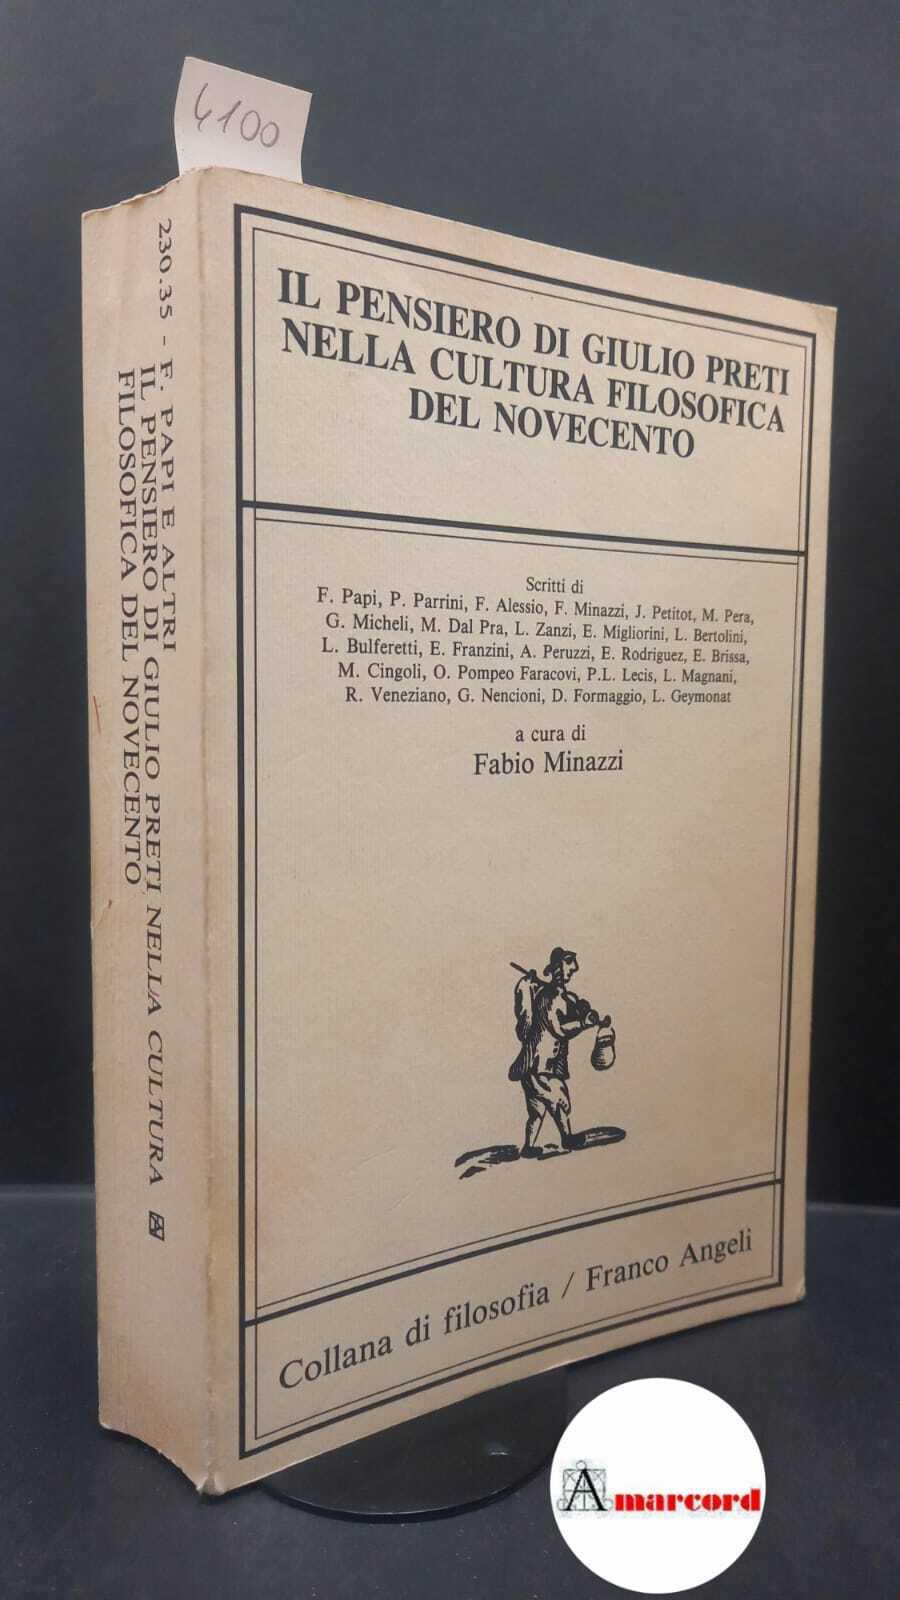 4100
230.35 - F. PAPI E ALTRI
IL PENSIERO DI GIULIO PRETI NELLA CULTURA
FILOSOFICA DEL NOVECENTO
IL PENSIERO DI GIULIO PRETI
NELLA CULTURA FILOSOFICA
DEL NOVECENTO
Scritti di
F. Papi, P. Parrini, F. Alessio, F. Minazzi, J. Petitot, M. Pera,
G. Micheli, M. Dal Pra, L. Zanzi, E. Migliorini, L. Bertolini,
L. Bulferetti, E. Franzini, A. Peruzzi, E. Rodriguez, E. Brissa,
M. Cingoli, O. Pompeo Faracovi, P.L. Lecis, L. Magnani,
R. Veneziano, G. Nencioni, D. Formaggio, L. Geymonat
a cura di
Fabio Minazzi
Collana di filosofia / Franco Angeli
Amarcord